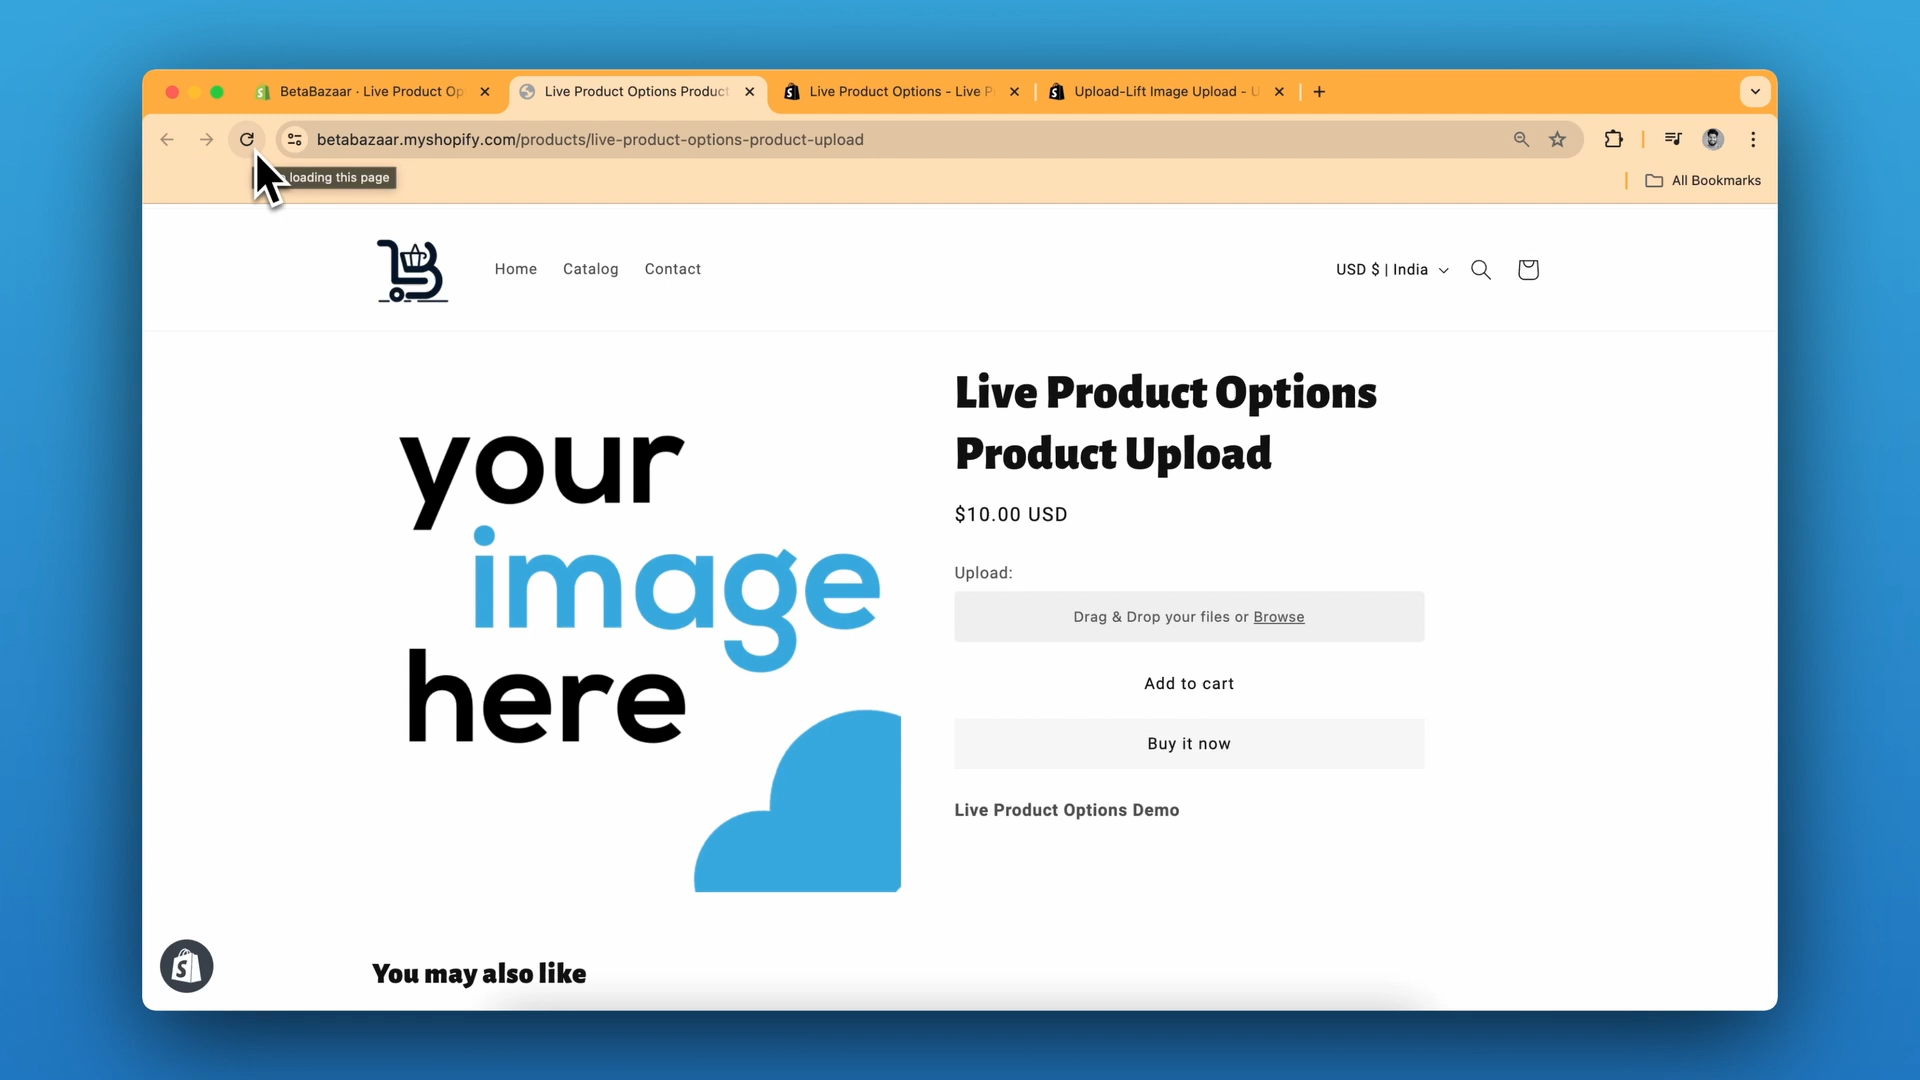 BetaBazaar · Live Product Op
Live Product Options Product
Live Product Options - Live P
Upload-Lift Image Upload - U
betabazaar.myshopify.com/products/live-product-options-product-upload
loading this page
All Bookmarks
Home
Catalog
Contact
USD $ | India
your
image
here
Live Product Options
Product Upload
$10.00 USD
Upload:
Drag & Drop your files or Browse
Add to cart
Buy it now
Live Product Options Demo
You may also like